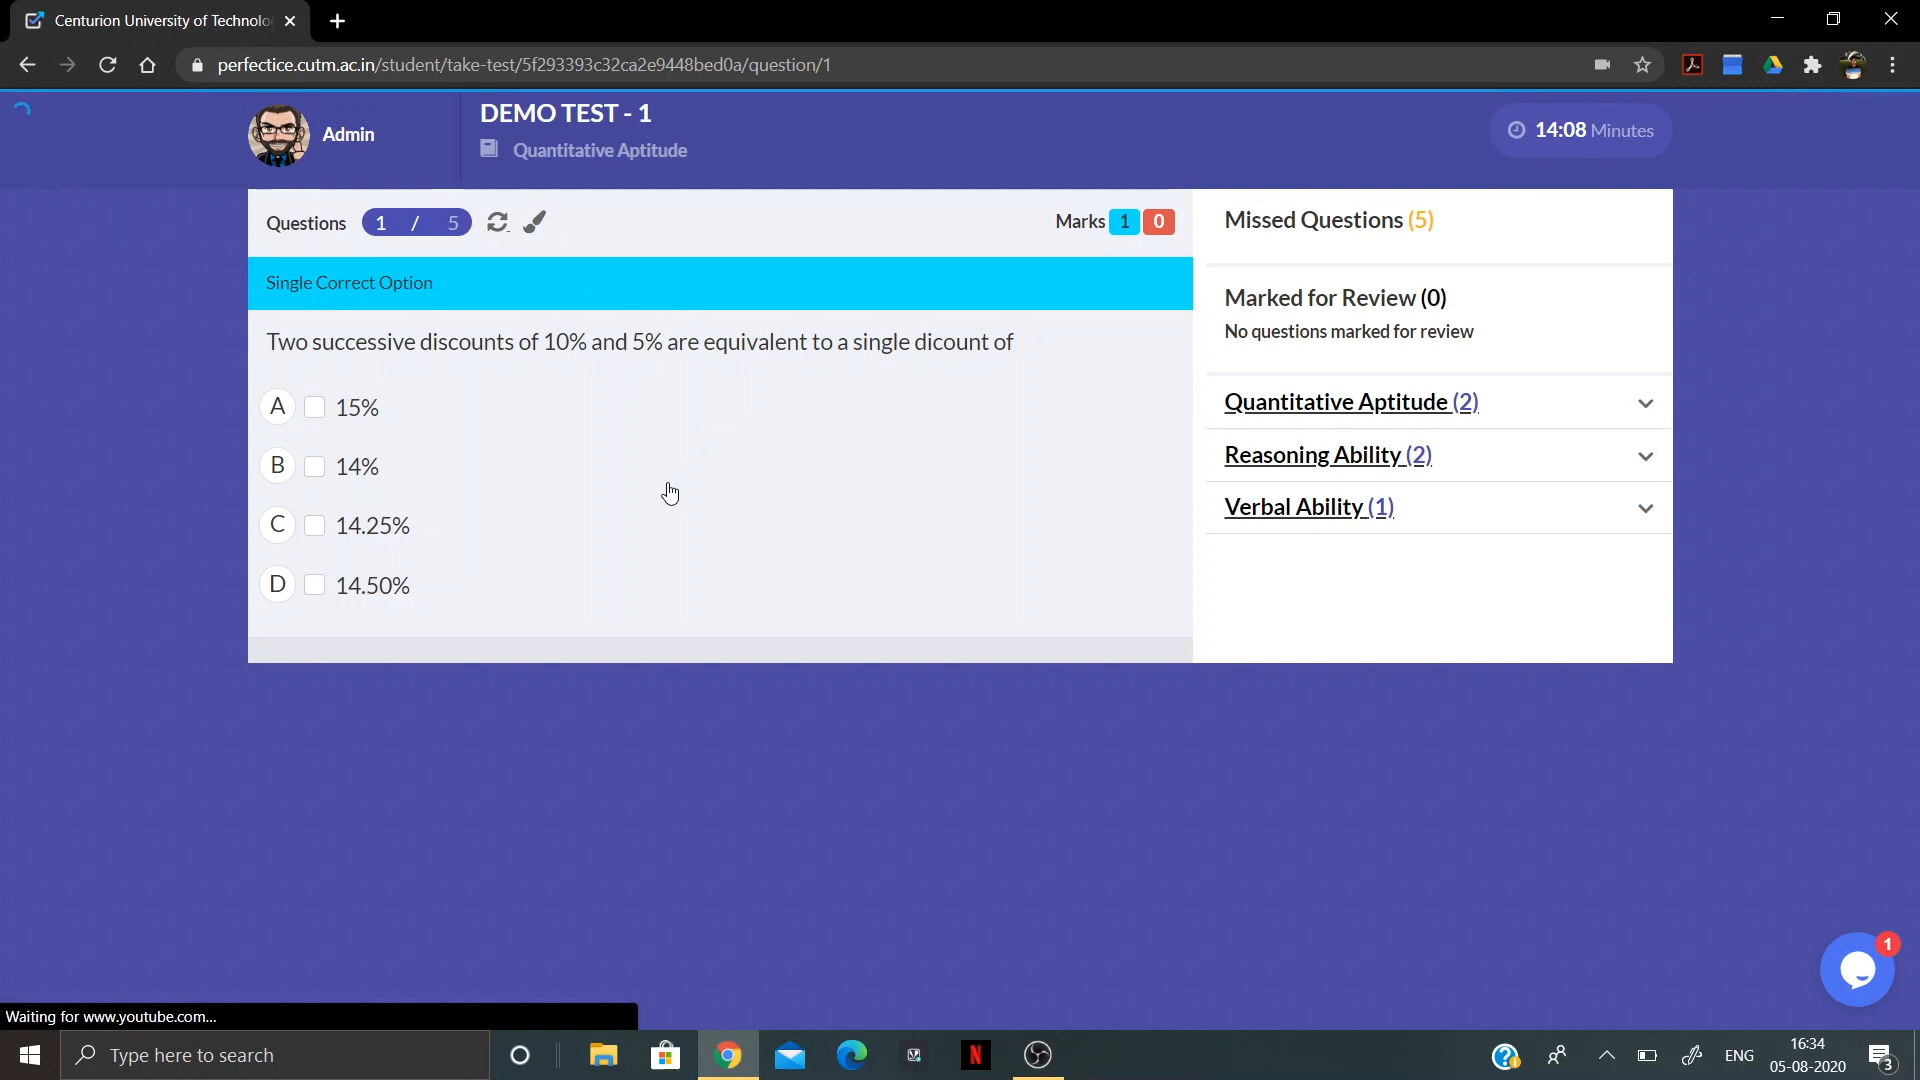 Centurion University of Technolo
perfectice.cutm.ac.in/student/take-test/5f293393c32ca2e9448bed0a/question/1
Admin
DEMO TEST - 1
Quantitative Aptitude
14:08 Minutes
Questions 1 / 5
Marks 1 0
Single Correct Option
Two successive discounts of 10% and 5% are equivalent to a single dicount of
A 15%
B 14%
C 14.25%
D 14.50%
Missed Questions (5)
Marked for Review (0)
No questions marked for review
Quantitative Aptitude (2)
Reasoning Ability (2)
Verbal Ability (1)
1
Waiting for www.youtube.com...
Type here to search
N
ENG
16:34
05-08-2020
3